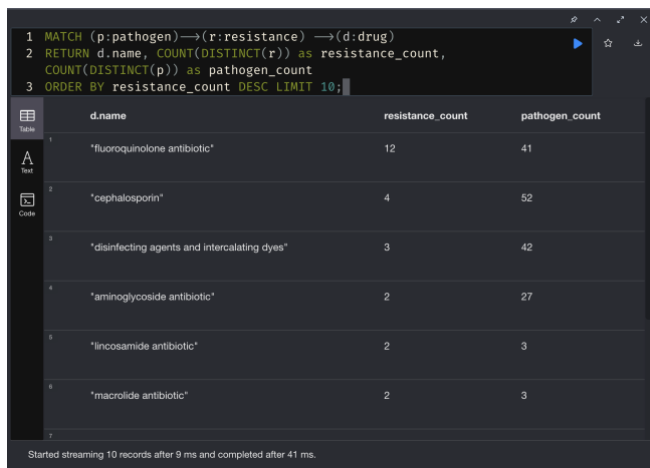 1 MATCH (p:pathogen)⟶(r:resistance) ⟶(d:drug)
2 RETURN d.name, COUNT(DISTINCT(r)) as resistance_count,
COUNT(DISTINCT(p)) as pathogen_count
3 ORDER BY resistance_count DESC LIMIT 10;
Table
Text
Code
d.name resistance_count pathogen_count
1 "fluoroquinolone antibiotic" 12 41
2 "cephalosporin" 4 52
3 "disinfecting agents and intercalating dyes" 3 42
4 "aminoglycoside antibiotic" 2 27
5 "lincosamide antibiotic" 2 3
6 "macrolide antibiotic" 2 3
7
Started streaming 10 records after 9 ms and completed after 41 ms.